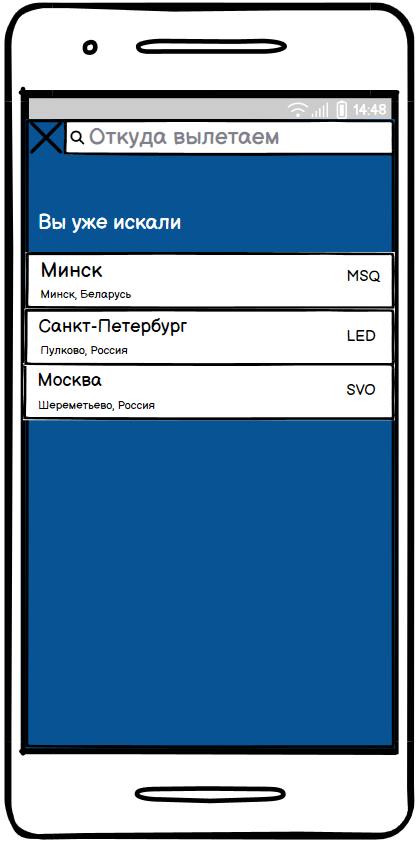 14:48
Откуда вылетаем
Вы уже искали
Минск
MSQ
Минск, Беларусь
Санкт-Петербург
LED
Пулково, Россия
Москва
SVO
Шереметьево, Россия